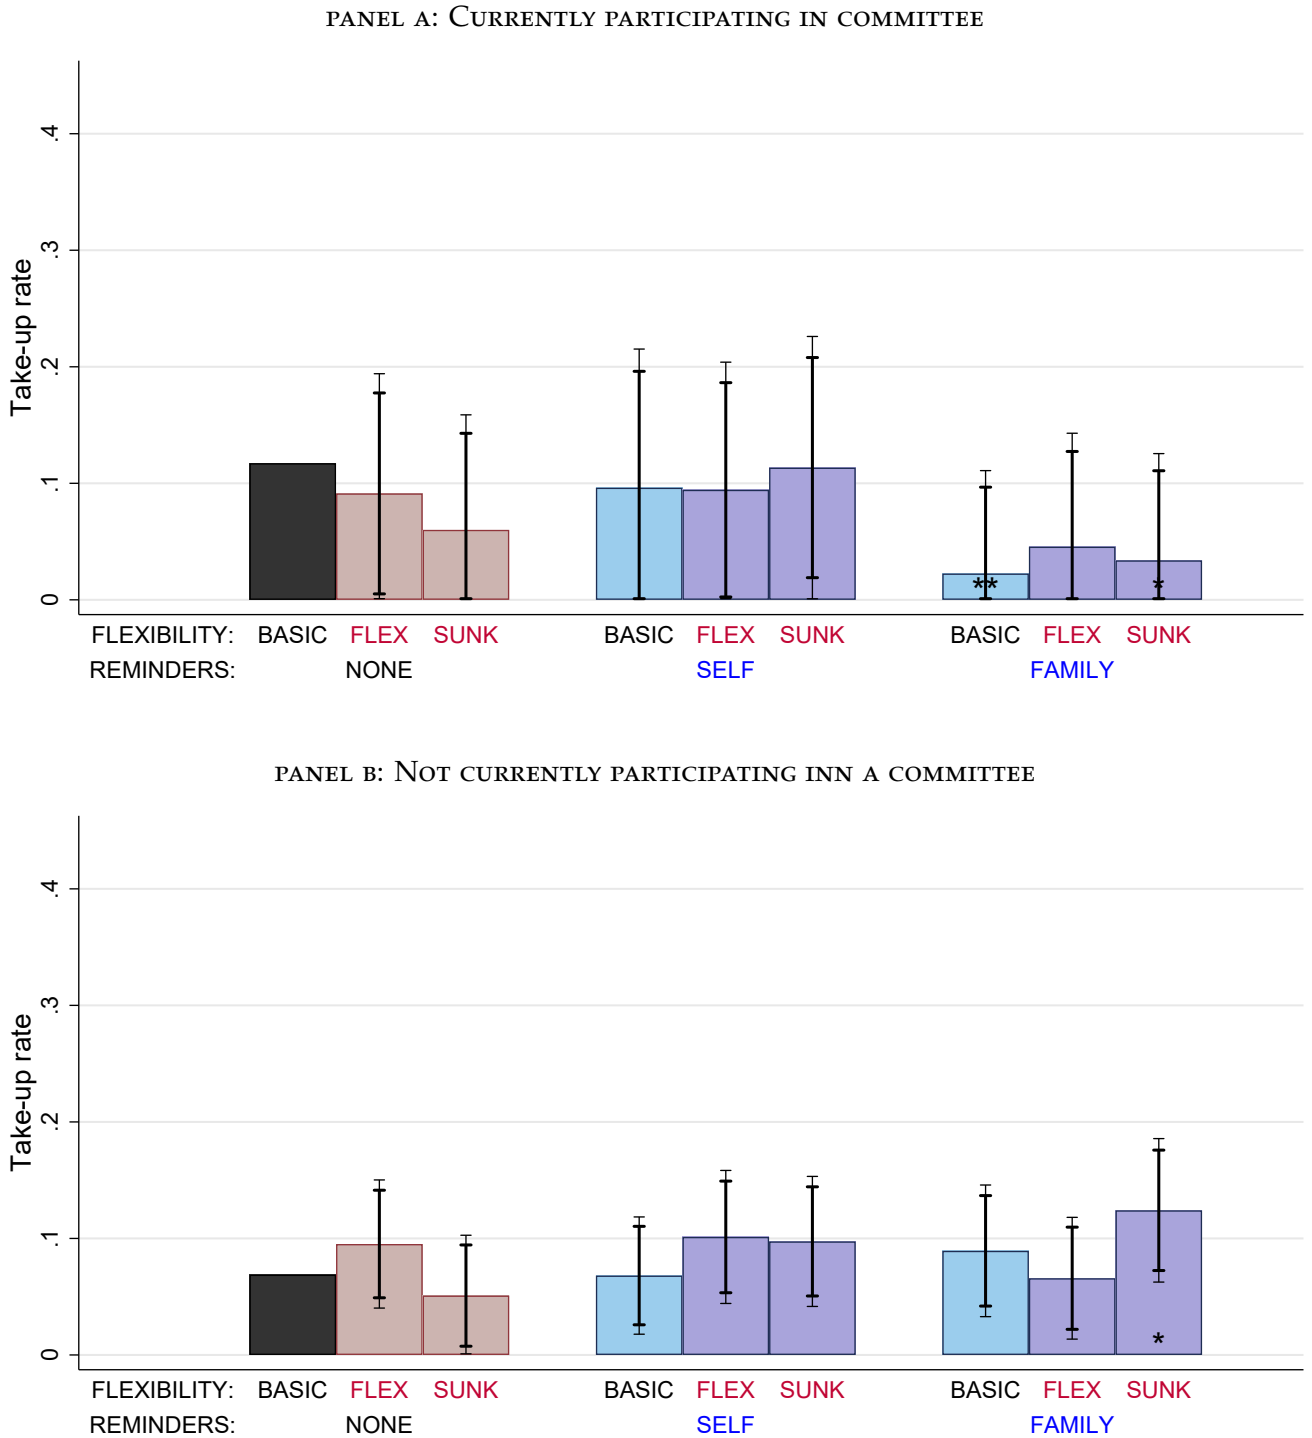 PANEL A: CURRENTLY PARTICIPATING IN COMMITTEE
.4
.3
.2
.1
0
Take-up rate
** *
FLEXIBILITY: BASIC FLEX SUNK BASIC FLEX SUNK BASIC FLEX SUNK
REMINDERS: NONE SELF FAMILY
PANEL B: NOT CURRENTLY PARTICIPATING INN A COMMITTEE
.4
.3
.2
.1
0
Take-up rate
*
FLEXIBILITY: BASIC FLEX SUNK BASIC FLEX SUNK BASIC FLEX SUNK
REMINDERS: NONE SELF FAMILY